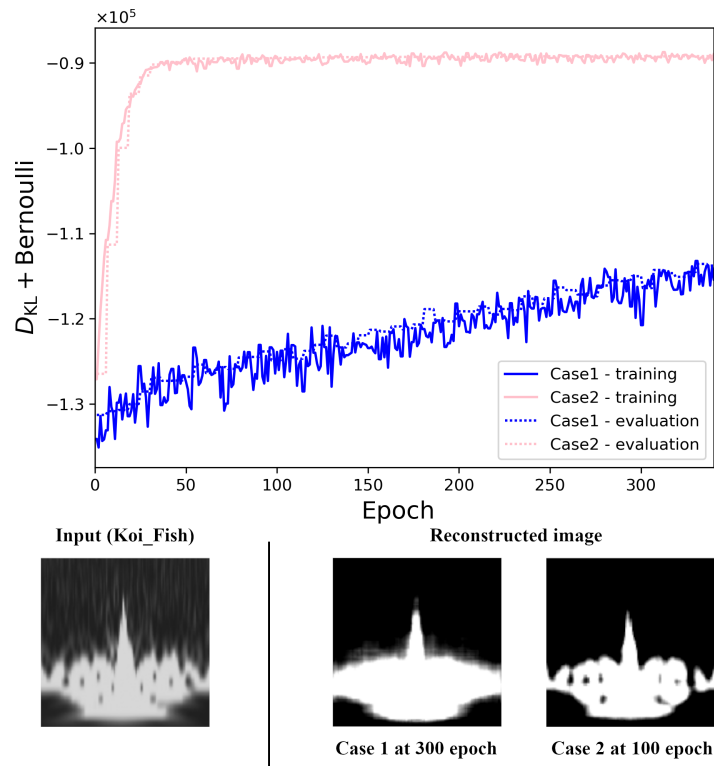 ×10⁵
−0.9
−1.0
−1.1
−1.2
−1.3
D_KL + Bernoulli
0 50 100 150 200 250 300
Epoch
Case1 - training
Case2 - training
Case1 - evaluation
Case2 - evaluation
Input (Koi_Fish)
Reconstructed image
Case 1 at 300 epoch
Case 2 at 100 epoch